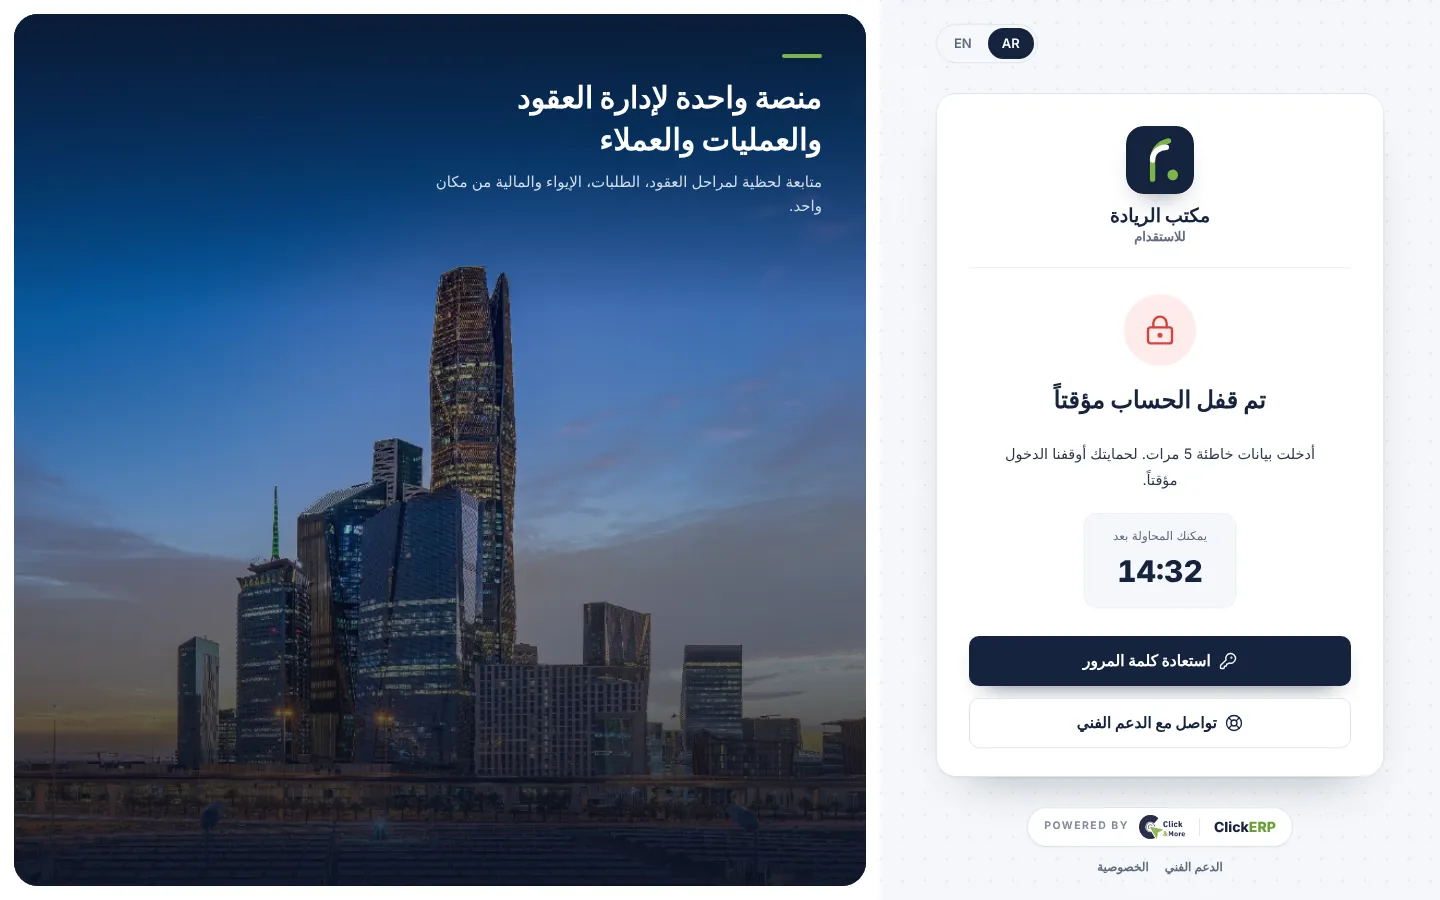 EN
AR
منصة واحدة لإدارة العقود
والعمليات والعملاء
متابعة لحظية لمراحل العقود، الطلبات، الإيواء والمالية من مكان
واحد.
مكتب الريادة
للاستقدام
تم قفل الحساب مؤقتاً
أدخلت بيانات خاطئة 5 مرات. لحمايتك أوقفنا الدخول
مؤقتاً.
يمكنك المحاولة بعد
14:32
استعادة كلمة المرور
تواصل مع الدعم الفني
POWERED BY
Click
&More
ClickERP
الدعم الفني
الخصوصية